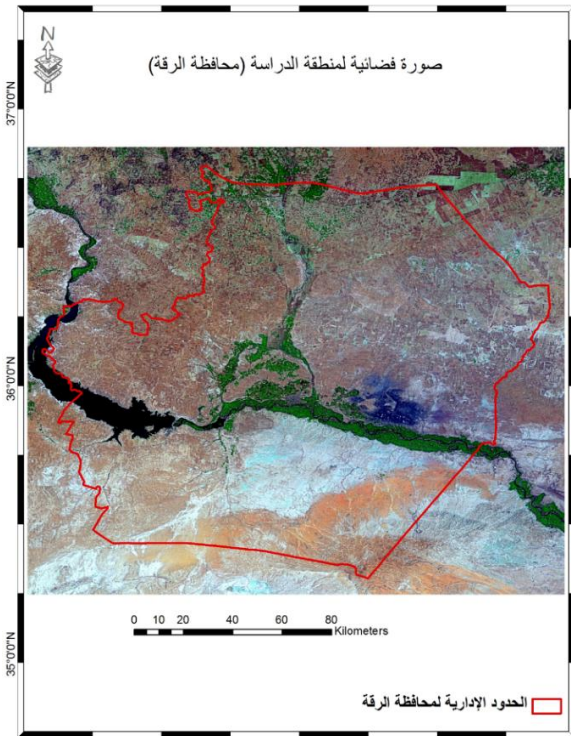 N
صورة فضائية لمنطقة الدراسة (محافظة الرقة)
37°0'0"N
36°0'0"N
35°0'0"N
0 10 20 40 60 80
Kilometers
الحدود الإدارية لمحافظة الرقة